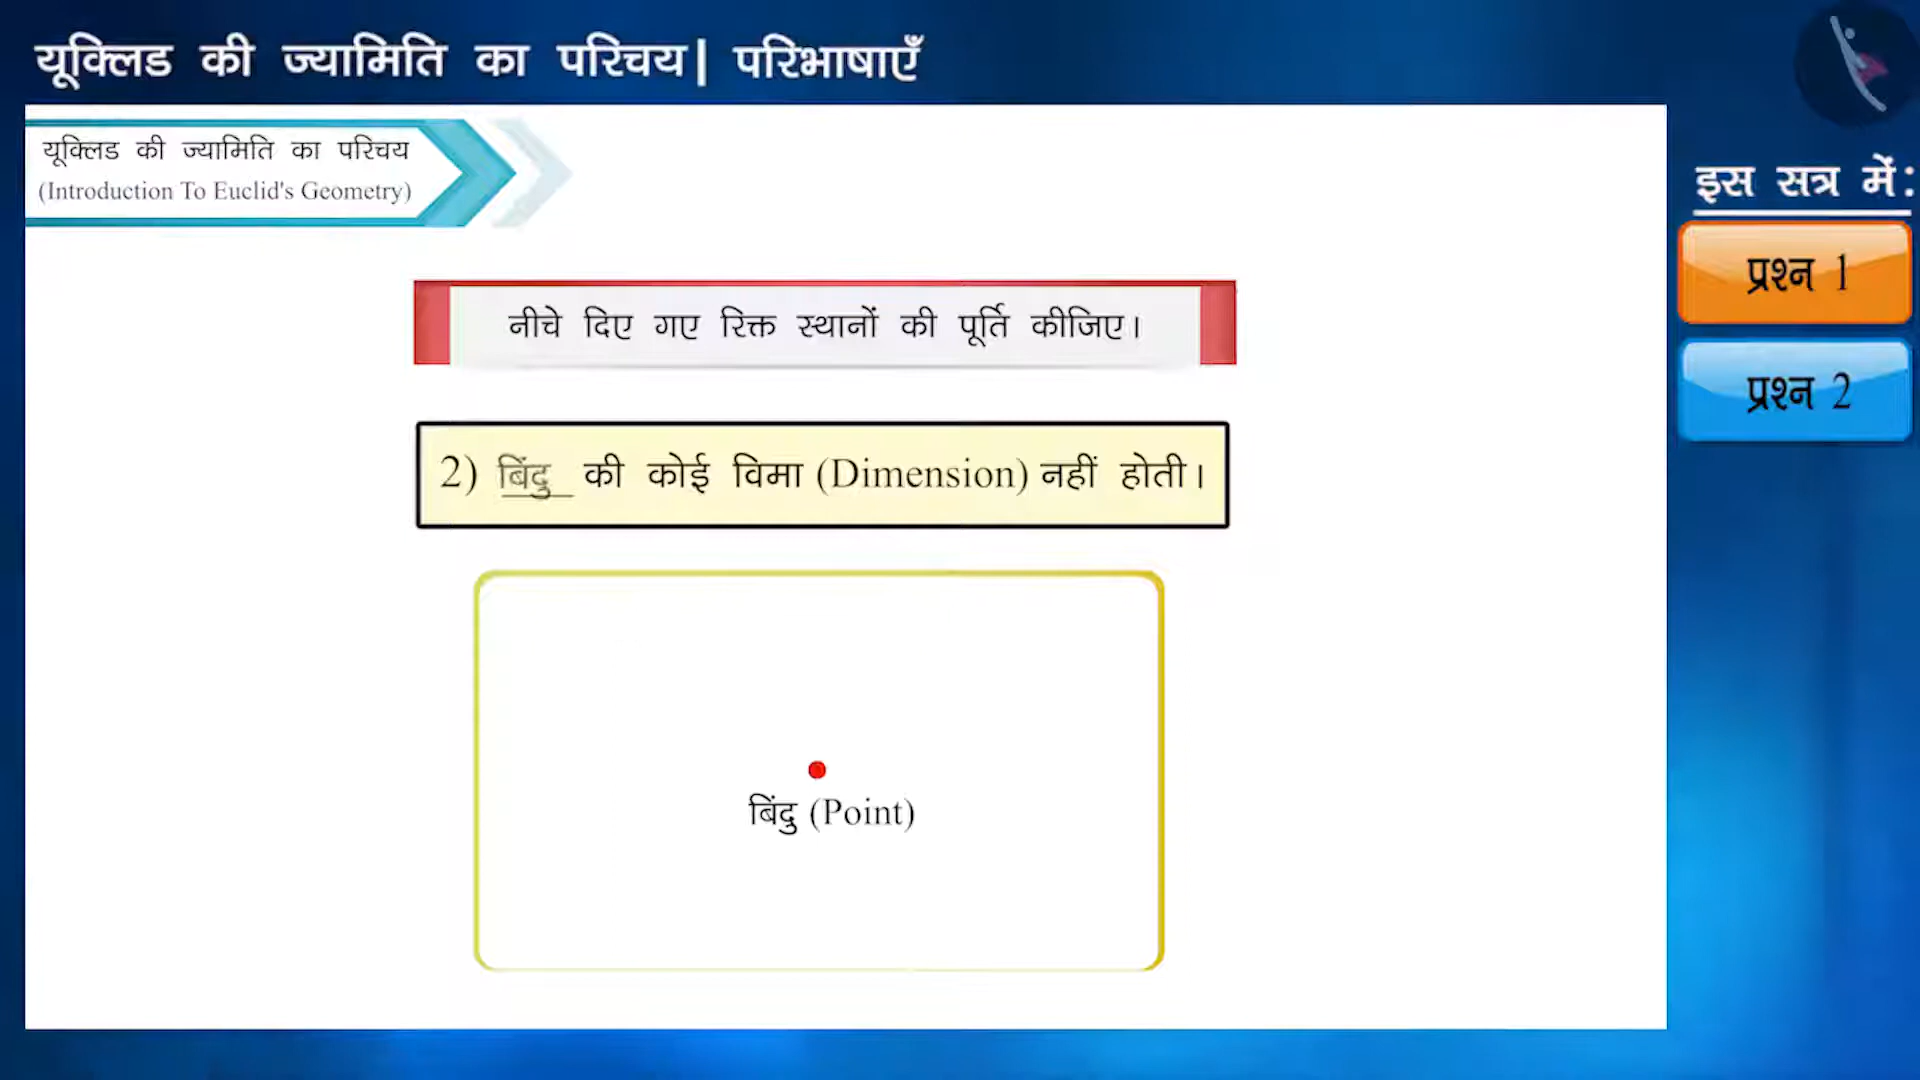 यूक्लिड की ज्यामिति का परिचय| परिभाषाएँ
यूक्लिड की ज्यामिति का परिचय
(Introduction To Euclid's Geometry)
इस सत्र में:
प्रश्न 1
प्रश्न 2
नीचे दिए गए रिक्त स्थानों की पूर्ति कीजिए।
2) बिंदु की कोई विमा (Dimension) नहीं होती।
बिंदु (Point)